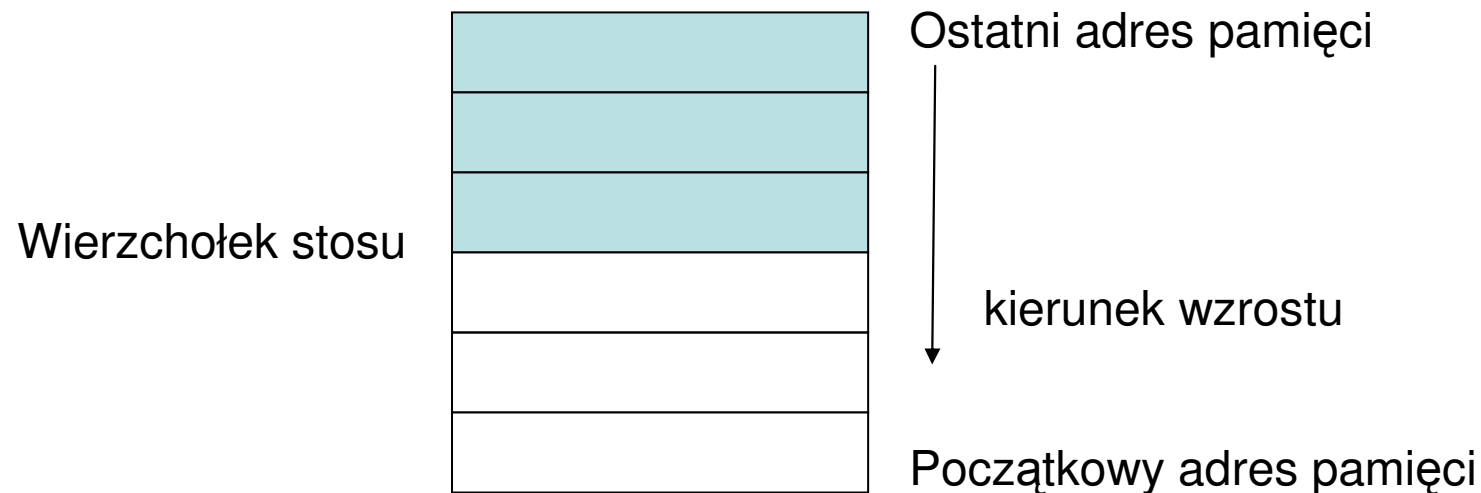 Ostatni adres pamięci
Wierzchołek stosu
kierunek wzrostu
Początkowy adres pamięci